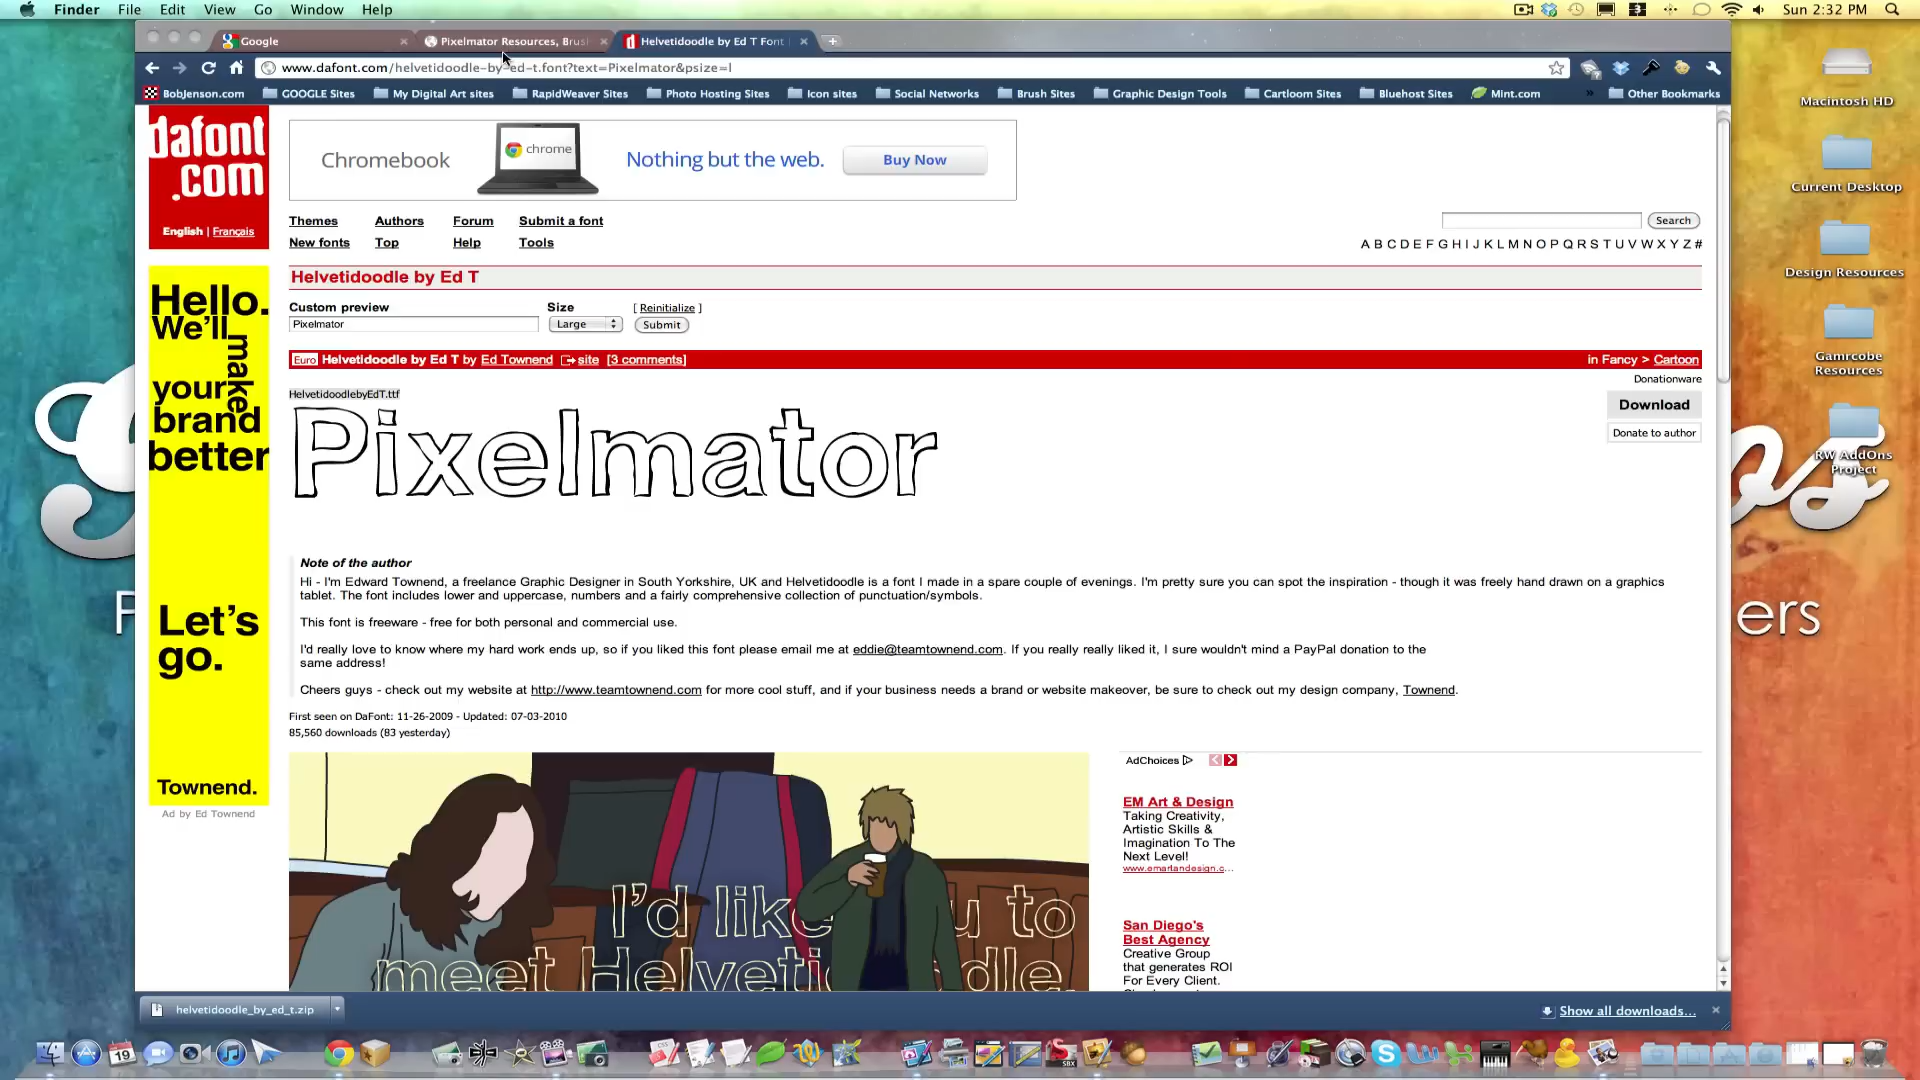 Finder File Edit View Go Window Help
Sun 2:32 PM
Google
Pixelmator Resources, Brus
Helvetidoodle by Ed T Font
www.dafont.com/helvetidoodle-by-ed-t.font?text=Pixelmator&psize=l
BobJenson.com GOOGLE Sites My Digital Art sites RapidWeaver Sites Photo Hosting Sites Icon sites Social Networks Brush Sites Graphic Design Tools Cartloom Sites Bluehost Sites Mint.com » Other Bookmarks
dafont
.com
English | Français
Chromebook
chrome
Nothing but the web.
Buy Now
Themes Authors Forum Submit a font
New fonts Top Help Tools
Search
A B C D E F G H I J K L M N O P Q R S T U V W X Y Z #
Helvetidoodle by Ed T
Custom preview Size [ Reinitialize ]
Pixelmator Large Submit
Euro Helvetidoodle by Ed T by Ed Townend site [3 comments]
in Fancy > Cartoon
HelvetidoodlebyEdT.ttf
Donationware
Download
Donate to author
Pixelmator
Note of the author
Hi - I'm Edward Townend, a freelance Graphic Designer in South Yorkshire, UK and Helvetidoodle is a font I made in a spare couple of evenings. I'm pretty sure you can spot the inspiration - though it was freely hand drawn on a graphics
tablet. The font includes lower and uppercase, numbers and a fairly comprehensive collection of punctuation/symbols.
This font is freeware - free for both personal and commercial use.
I'd really love to know where my hard work ends up, so if you liked this font please email me at eddie@teamtownend.com. If you really really liked it, I sure wouldn't mind a PayPal donation to the
same address!
Cheers guys - check out my website at http://www.teamtownend.com for more cool stuff, and if your business needs a brand or website makeover, be sure to check out my design company, Townend.
First seen on DaFont: 11-26-2009 - Updated: 07-03-2010
85,560 downloads (83 yesterday)
Hello.
We'll
make
your
brand
better
Let's
go.
Townend.
Ad by Ed Townend
I'd like u to
meet Helveti dle.
AdChoices
EM Art & Design
Taking Creativity,
Artistic Skills &
Imagination To The
Next Level!
www.emartandesign.c...
San Diego's
Best Agency
Creative Group
that generates ROI
For Every Client.
helvetidoodle_by_ed_t.zip
Show all downloads...
Macintosh HD
Current Desktop
Design Resources
Gamrcobe
Resources
RW AddOns
Project
os
P
ers
19
SBX